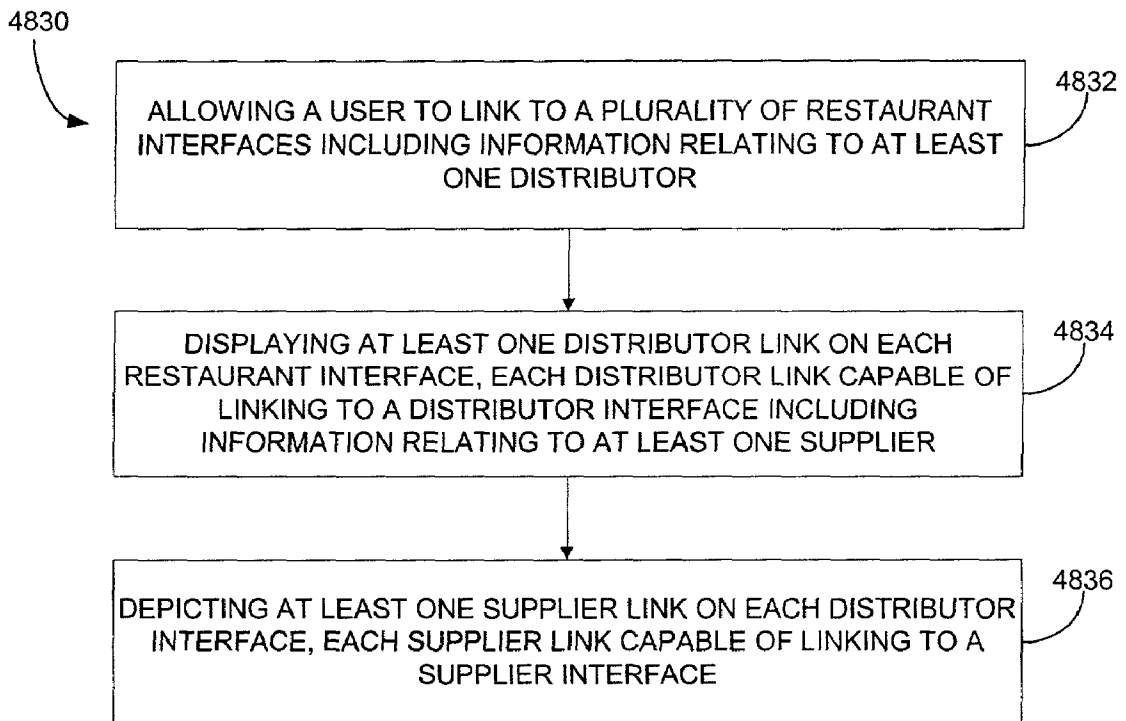 4830
4832
ALLOWING A USER TO LINK TO A PLURALITY OF RESTAURANT
INTERFACES INCLUDING INFORMATION RELATING TO AT LEAST
ONE DISTRIBUTOR
4834
DISPLAYING AT LEAST ONE DISTRIBUTOR LINK ON EACH
RESTAURANT INTERFACE, EACH DISTRIBUTOR LINK CAPABLE OF
LINKING TO A DISTRIBUTOR INTERFACE INCLUDING
INFORMATION RELATING TO AT LEAST ONE SUPPLIER
4836
DEPICTING AT LEAST ONE SUPPLIER LINK ON EACH DISTRIBUTOR
INTERFACE, EACH SUPPLIER LINK CAPABLE OF LINKING TO A
SUPPLIER INTERFACE